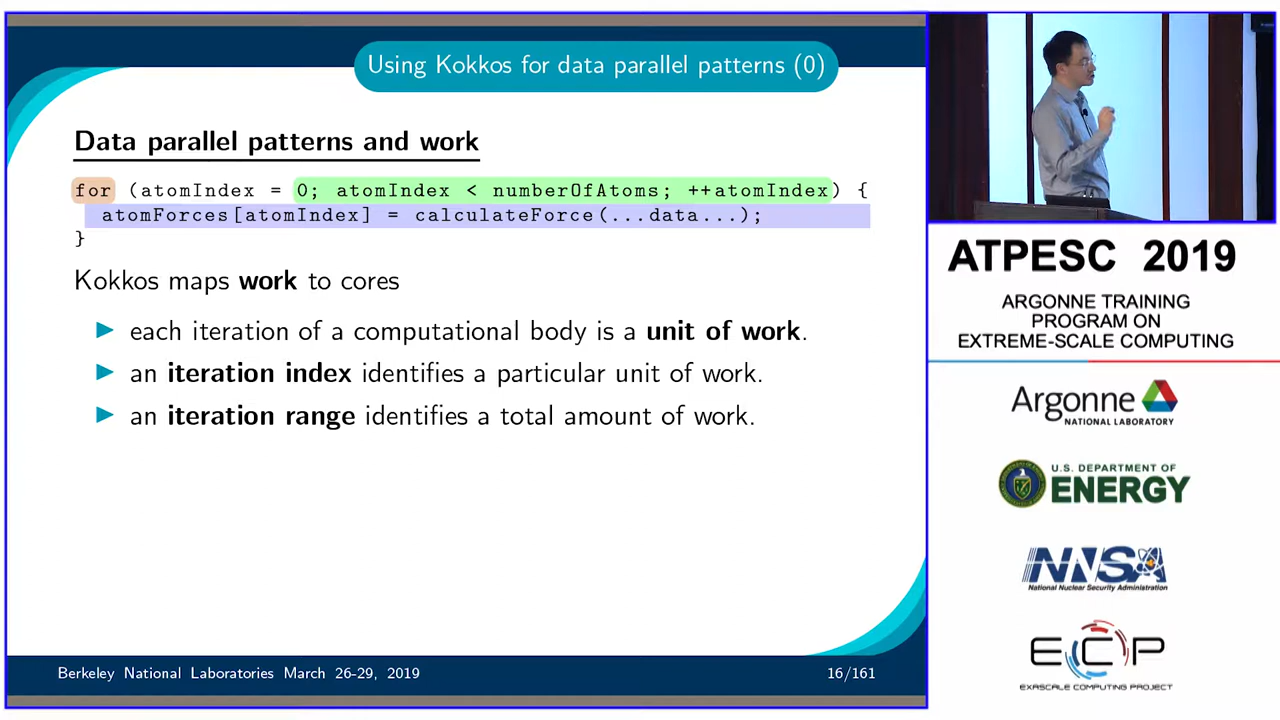 Using Kokkos for data parallel patterns (0)
Data parallel patterns and work
for (atomIndex = 0; atomIndex < numberOfAtoms; ++atomIndex) {
atomForces[atomIndex] = calculateForce(...data...);
}
Kokkos maps work to cores
each iteration of a computational body is a unit of work.
an iteration index identifies a particular unit of work.
an iteration range identifies a total amount of work.
Berkeley National Laboratories March 26-29, 2019
16/161
ATPESC 2019
ARGONNE TRAINING
PROGRAM ON
EXTREME-SCALE COMPUTING
Argonne
NATIONAL LABORATORY
U.S. DEPARTMENT OF
ENERGY
NNSA
National Nuclear Security Administration
ECP
EXASCALE COMPUTING PROJECT